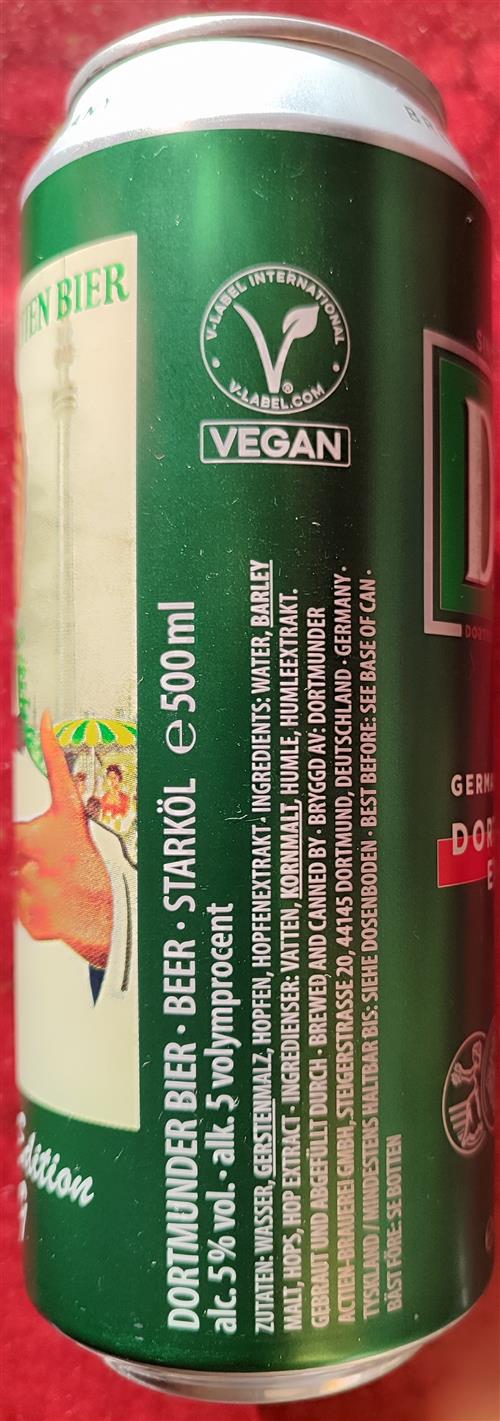 BIER
V-LABEL INTERNATIONAL
V-LABEL.COM
VEGAN
DORTMUNDER BIER · BEER · STARKÖL e 500 ml
alc. 5 % vol. · alk. 5 volymprocent
ZUTATEN: WASSER, GERSTENMALZ, HOPFEN, HOPFENEXTRAKT · INGREDIENTS: WATER, BARLEY
MALT, HOPS, HOP EXTRACT · INGREDIENSER: VATTEN, KORNMALT, HUMLE, HUMLEEXTRAKT.
GEBRAUT UND ABGEFÜLLT DURCH · BREWED AND CANNED BY · BRYGGD AV: DORTMUNDER
ACTIEN-BRAUEREI GMBH, STEIGERSTRASSE 20, 44145 DORTMUND, DEUTSCHLAND · GERMANY ·
TYSKLAND / MINDESTENS HALTBAR BIS: SIEHE DOSENBODEN · BEST BEFORE: SEE BASE OF CAN ·
BÄST FÖRE: SE BOTTEN